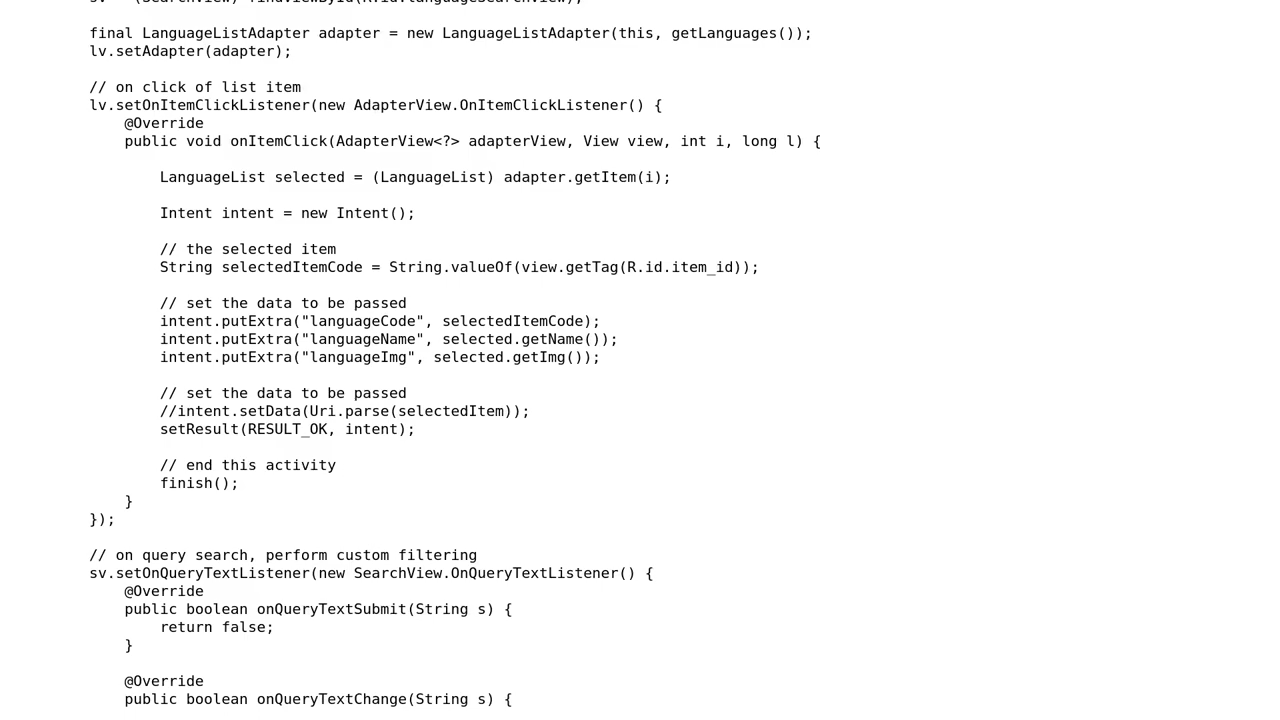 final LanguageListAdapter adapter = new LanguageListAdapter(this, getLanguages());
lv.setAdapter(adapter);
// on click of list item
lv.setOnItemClickListener(new AdapterView.OnItemClickListener() {
@Override
public void onItemClick(AdapterView<?> adapterView, View view, int i, long l) {
LanguageList selected = (LanguageList) adapter.getItem(i);
Intent intent = new Intent();
// the selected item
String selectedItemCode = String.valueOf(view.getTag(R.id.item_id));
// set the data to be passed
intent.putExtra("languageCode", selectedItemCode);
intent.putExtra("languageName", selected.getName());
intent.putExtra("languageImg", selected.getImg());
// set the data to be passed
//intent.setData(Uri.parse(selectedItem));
setResult(RESULT_OK, intent);
// end this activity
finish();
}
});
// on query search, perform custom filtering
sv.setOnQueryTextListener(new SearchView.OnQueryTextListener() {
@Override
public boolean onQueryTextSubmit(String s) {
return false;
}
@Override
public boolean onQueryTextChange(String s) {